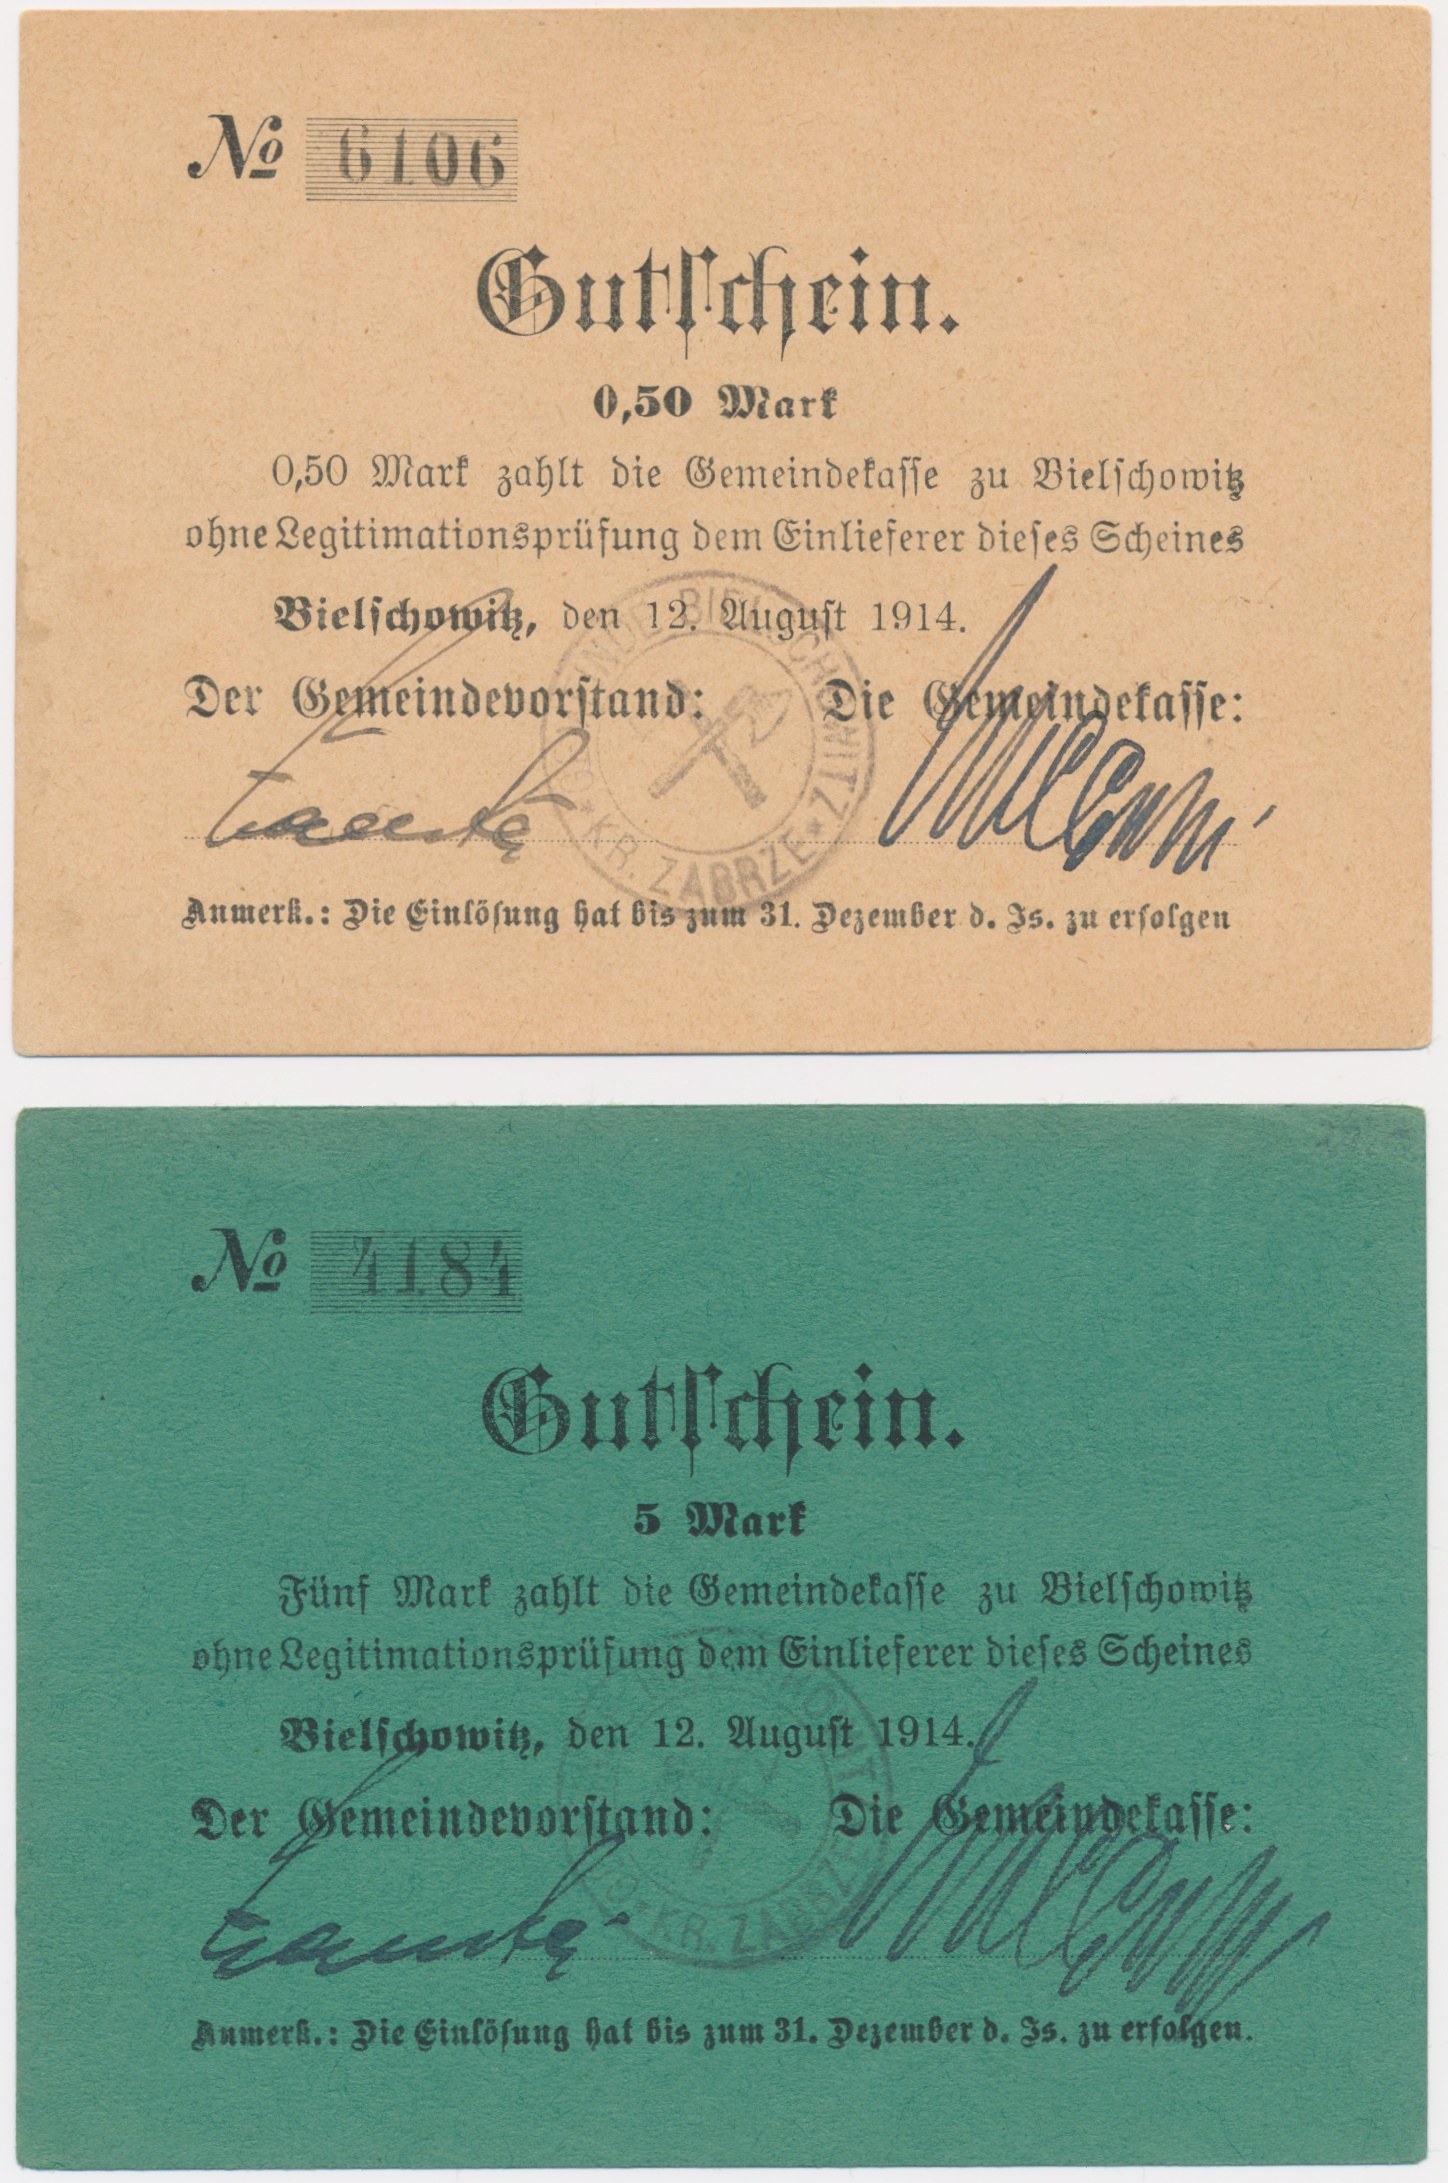 No 6106
Gutschein.
0,50 Mark
0,50 Mark zahlt die Gemeindekasse zu Bielschowitz
ohne Legitimationsprüfung dem Einlieferer dieses Scheines
Bielschowitz, den 12. August 1914.
Der Gemeindevorstand: Die Gemeindekasse:
BIELSCHOWITZ * KR. ZABRZE *
Anmerk.: Die Einlösung hat bis zum 31. Dezember d. Js. zu erfolgen
No 4184
Gutschein.
5 Mark
Fünf Mark zahlt die Gemeindekasse zu Bielschowitz
ohne Legitimationsprüfung dem Einlieferer dieses Scheines
Bielschowitz, den 12. August 1914.
Der Gemeindevorstand: Die Gemeindekasse:
KR. ZABRZE
Anmerk.: Die Einlösung hat bis zum 31. Dezember d. Js. zu erfolgen.